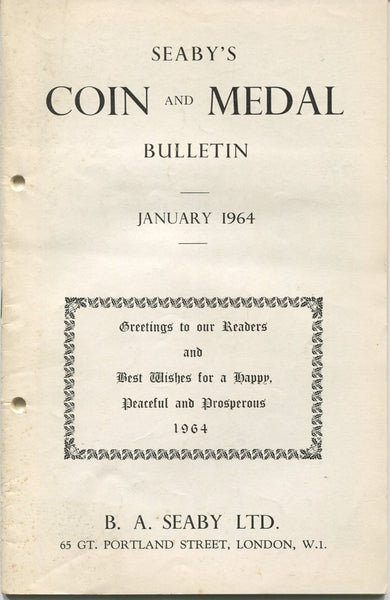 SEABY'S
COIN AND MEDAL
BULLETIN
JANUARY 1964
Greetings to our Readers
and
Best Wishes for a Happy,
Peaceful and Prosperous
1964
B. A. SEABY LTD.
65 GT. PORTLAND STREET, LONDON, W.1.